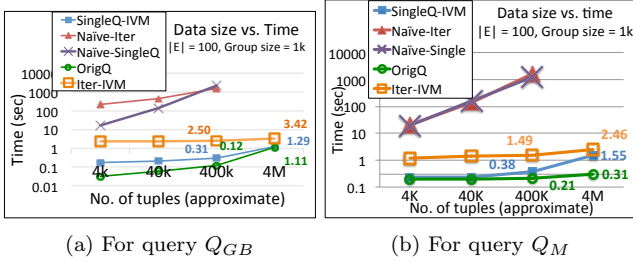 SingleQ-IVM
Naïve-Iter
Naïve-SingleQ
OrigQ
Iter-IVM
Data size vs. Time
|E| = 100, Group size = 1k
Time (sec)
10000
1000
100
10
1
0.1
0.01
2.50
0.31
0.12
3.42
1.29
1.11
4k
40k
400k
4M
No. of tuples (approximate)
(a) For query Q_GB
SingleQ-IVM
Naïve-Iter
Naïve-Single
OrigQ
Iter-IVM
Data size vs. time
|E| = 100, Group size = 1k
Time (sec)
10000
1000
100
10
1
0.1
1.49
0.38
0.21
2.46
1.55
0.31
4K
40K
400K
4M
No. of tuples (approximate)
(b) For query Q_M